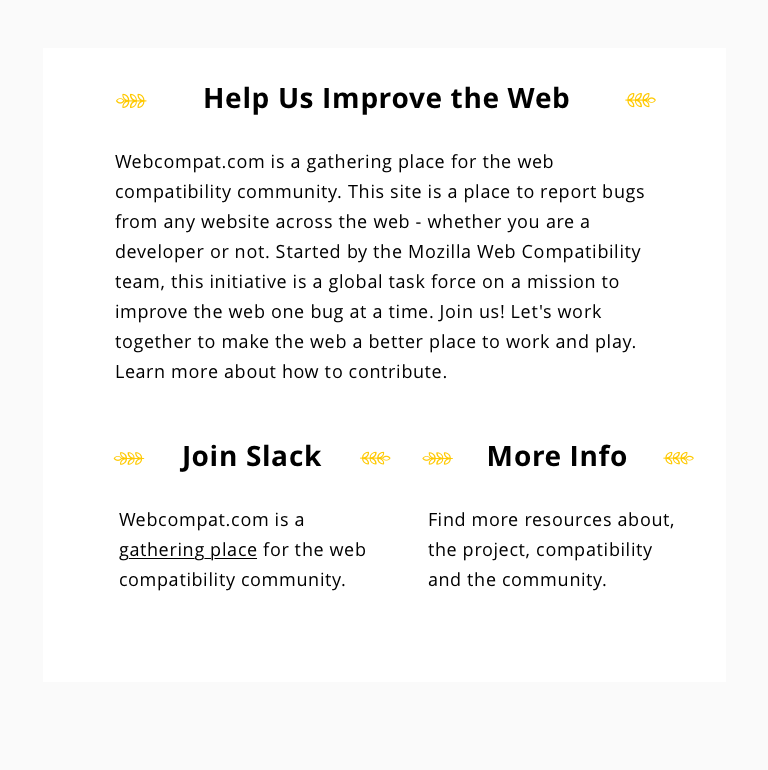 Help Us Improve the Web
Webcompat.com is a gathering place for the web
compatibility community. This site is a place to report bugs
from any website across the web - whether you are a
developer or not. Started by the Mozilla Web Compatibility
team, this initiative is a global task force on a mission to
improve the web one bug at a time. Join us! Let's work
together to make the web a better place to work and play.
Learn more about how to contribute.
Join Slack
Webcompat.com is a
gathering place for the web
compatibility community.
More Info
Find more resources about,
the project, compatibility
and the community.